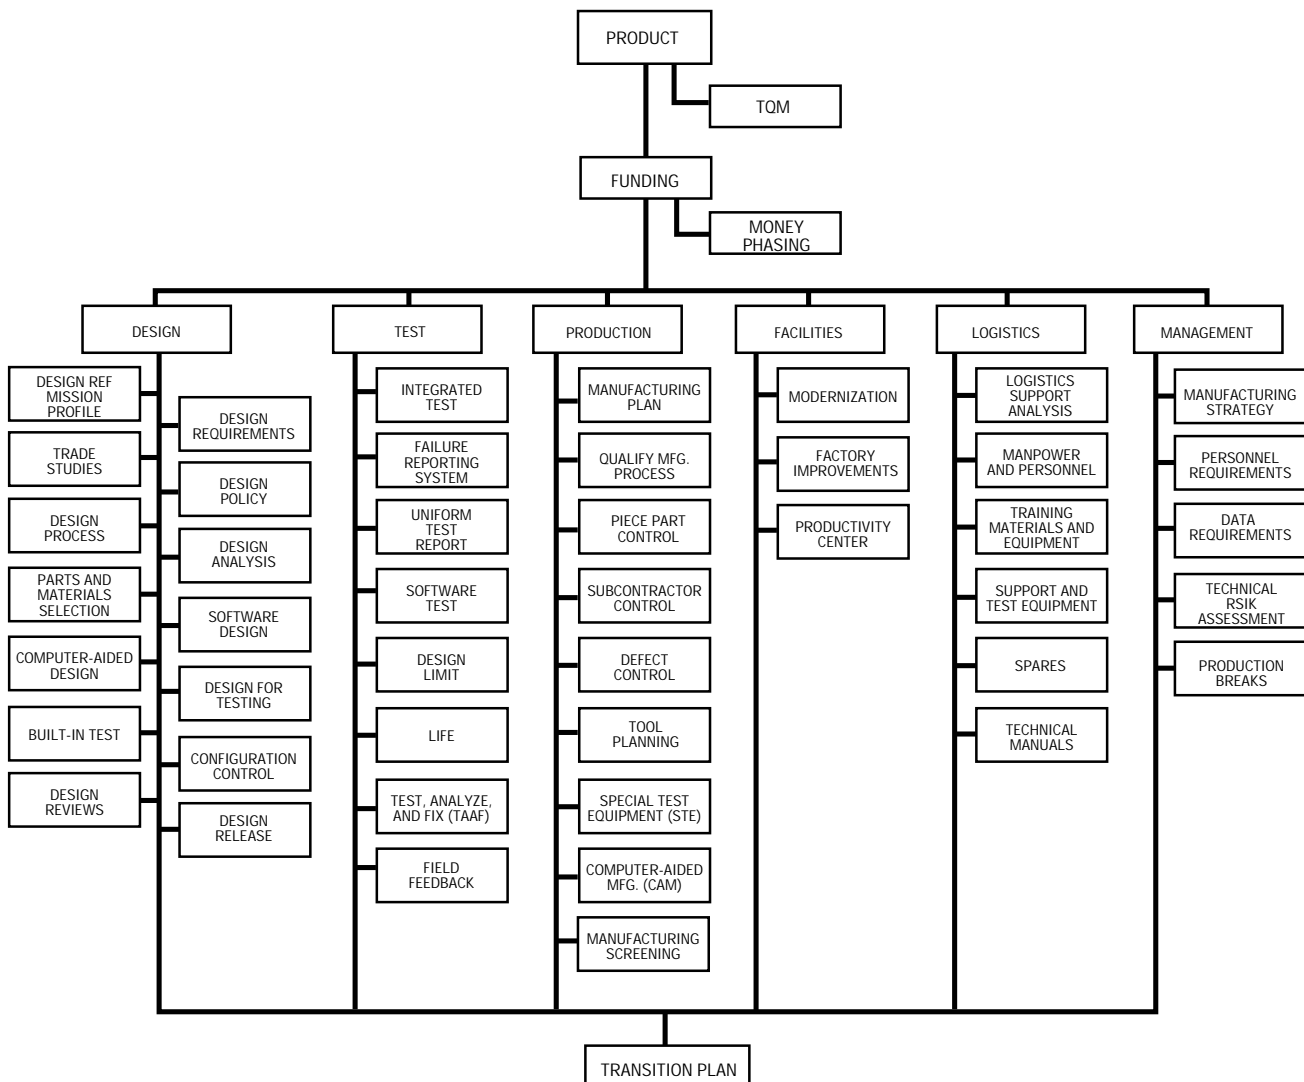 PRODUCT
TQM
FUNDING
MONEY
PHASING
DESIGN
TEST
PRODUCTION
FACILITIES
LOGISTICS
MANAGEMENT
DESIGN REF
MISSION
PROFILE
TRADE
STUDIES
DESIGN
PROCESS
PARTS AND
MATERIALS
SELECTION
COMPUTER-AIDED
DESIGN
BUILT-IN TEST
DESIGN
REVIEWS
DESIGN
REQUIREMENTS
DESIGN
POLICY
DESIGN
ANALYSIS
SOFTWARE
DESIGN
DESIGN FOR
TESTING
CONFIGURATION
CONTROL
DESIGN
RELEASE
INTEGRATED
TEST
FAILURE
REPORTING
SYSTEM
UNIFORM
TEST
REPORT
SOFTWARE
TEST
DESIGN
LIMIT
LIFE
TEST, ANALYZE,
AND FIX (TAAF)
FIELD
FEEDBACK
MANUFACTURING
PLAN
QUALIFY MFG.
PROCESS
PIECE PART
CONTROL
SUBCONTRACTOR
CONTROL
DEFECT
CONTROL
TOOL
PLANNING
SPECIAL TEST
EQUIPMENT (STE)
COMPUTER-AIDED
MFG. (CAM)
MANUFACTURING
SCREENING
MODERNIZATION
FACTORY
IMPROVEMENTS
PRODUCTIVITY
CENTER
LOGISTICS
SUPPORT
ANALYSIS
MANPOWER
AND PERSONNEL
TRAINING
MATERIALS AND
EQUIPMENT
SUPPORT AND
TEST EQUIPMENT
SPARES
TECHNICAL
MANUALS
MANUFACTURING
STRATEGY
PERSONNEL
REQUIREMENTS
DATA
REQUIREMENTS
TECHNICAL
RSIK
ASSESSMENT
PRODUCTION
BREAKS
TRANSITION PLAN